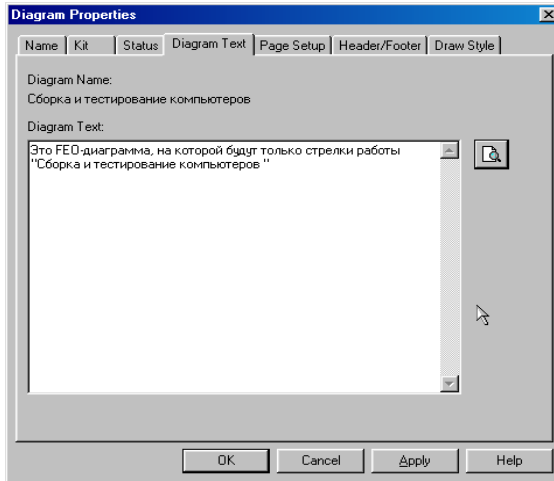 Diagram Properties
Name Kit Status Diagram Text Page Setup Header/Footer Draw Style
Diagram Name:
Сборка и тестирование компьютеров
Diagram Text:
Это FEO-диаграмма, на которой будут только стрелки работы
"Сборка и тестирование компьютеров "
OK Cancel Apply Help